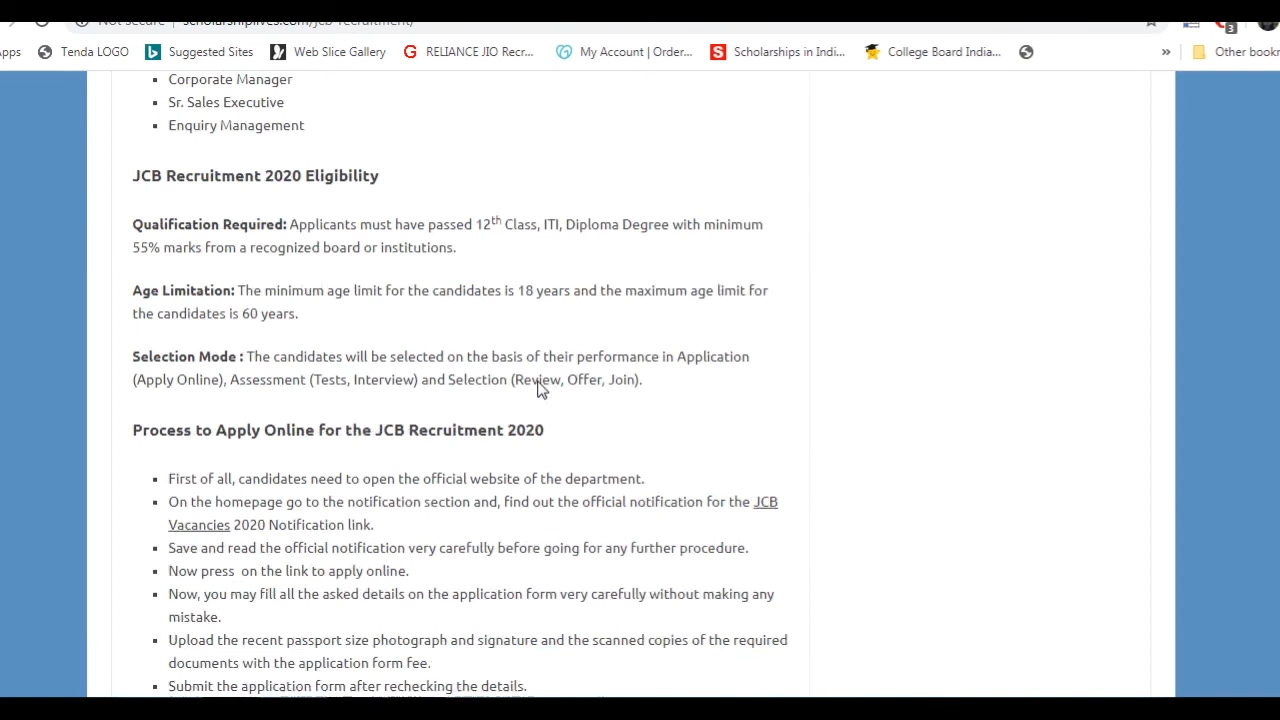 Not secure | scholarshiplives.com/jcb-recruitment/
3
Apps Tenda LOGO Suggested Sites Web Slice Gallery RELIANCE JIO Recr... My Account | Order... Scholarships in Indi... College Board India... » Other bookm
Corporate Manager
Sr. Sales Executive
Enquiry Management
JCB Recruitment 2020 Eligibility
Qualification Required: Applicants must have passed 12th Class, ITI, Diploma Degree with minimum
55% marks from a recognized board or institutions.
Age Limitation: The minimum age limit for the candidates is 18 years and the maximum age limit for
the candidates is 60 years.
Selection Mode : The candidates will be selected on the basis of their performance in Application
(Apply Online), Assessment (Tests, Interview) and Selection (Review, Offer, Join).
Process to Apply Online for the JCB Recruitment 2020
First of all, candidates need to open the official website of the department.
On the homepage go to the notification section and, find out the official notification for the JCB
Vacancies 2020 Notification link.
Save and read the official notification very carefully before going for any further procedure.
Now press on the link to apply online.
Now, you may fill all the asked details on the application form very carefully without making any
mistake.
Upload the recent passport size photograph and signature and the scanned copies of the required
documents with the application form fee.
Submit the application form after rechecking the details.